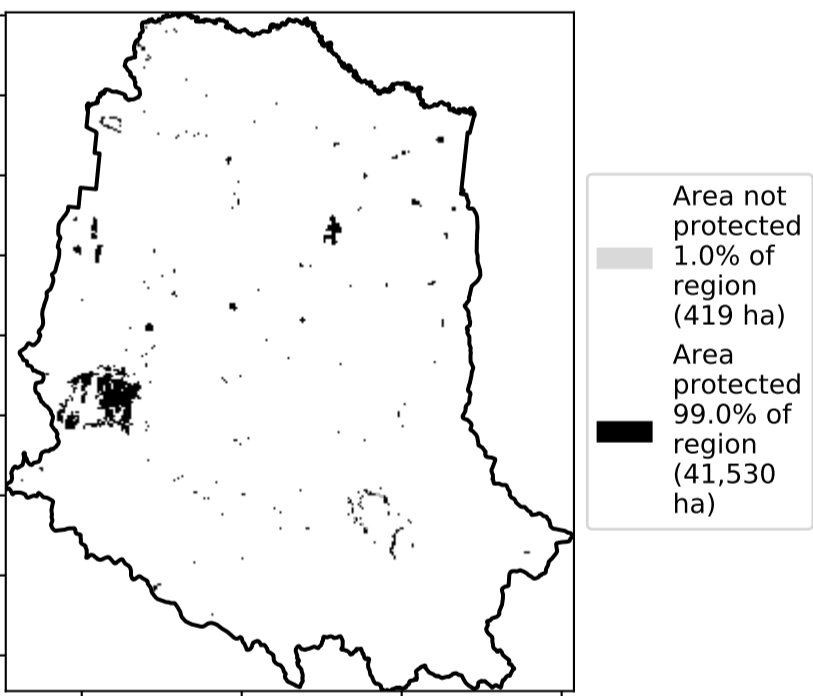 Area not
protected
1.0% of
region
(419 ha)
Area
protected
99.0% of
region
(41,530
ha)